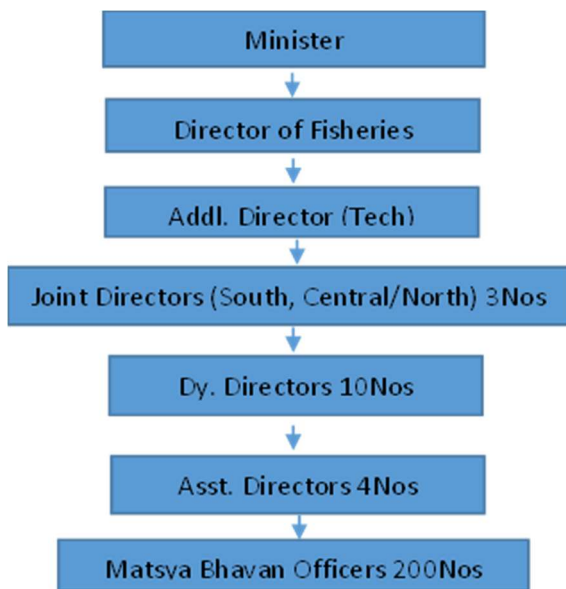 Minister
Director of Fisheries
Addl. Director (Tech)
Joint Directors (South, Central/North) 3Nos
Dy. Directors 10Nos
Asst. Directors 4Nos
Matsya Bhavan Officers 200Nos